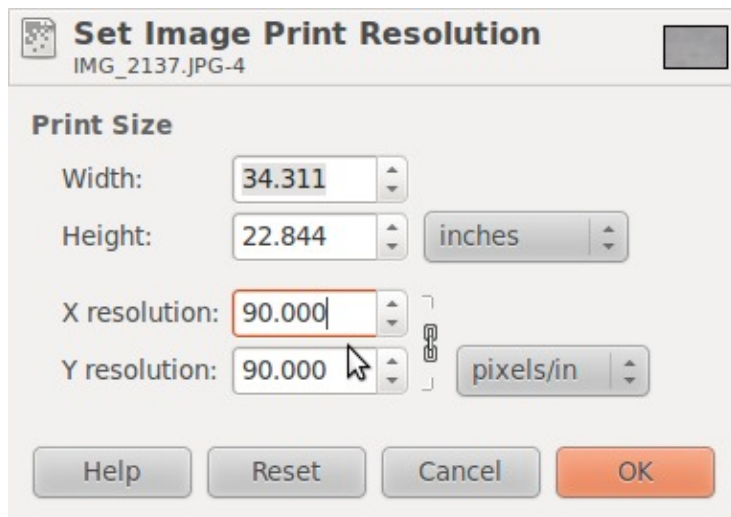 Set Image Print Resolution
IMG_2137.JPG-4
Print Size
Width: 34.311
Height: 22.844 inches
X resolution: 90.000
Y resolution: 90.000 pixels/in
Help Reset Cancel OK